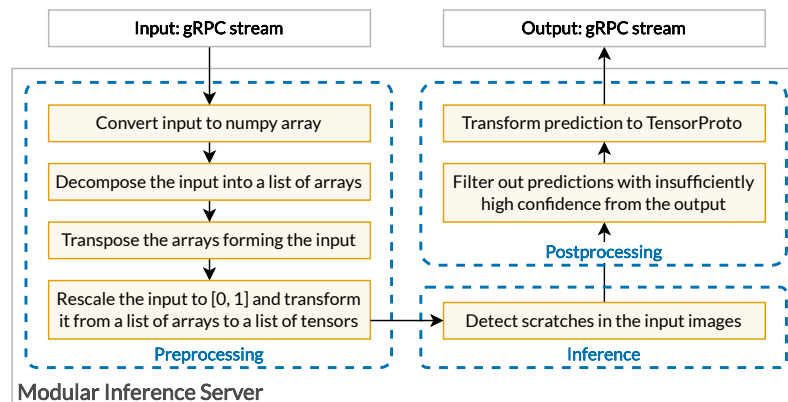 Input: gRPC stream
Convert input to numpy array
Decompose the input into a list of arrays
Transpose the arrays forming the input
Rescale the input to [0, 1] and transform
it from a list of arrays to a list of tensors
Preprocessing
Output: gRPC stream
Transform prediction to TensorProto
Filter out predictions with insufficiently
high confidence from the output
Postprocessing
Detect scratches in the input images
Inference
Modular Inference Server